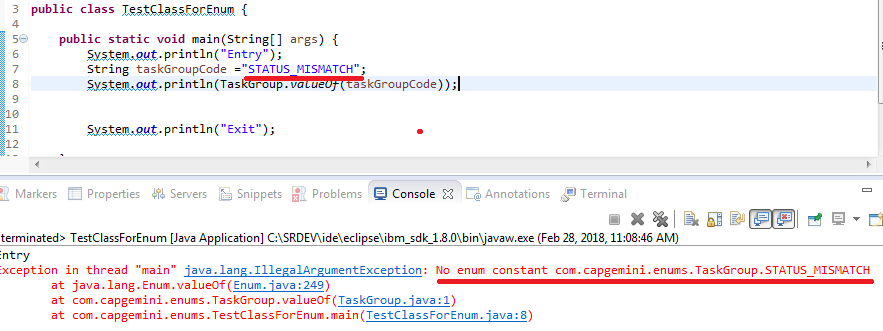 3 public class TestClassForEnum {
4
5 public static void main(String[] args) {
6 System.out.println("Entry");
7 String taskGroupCode ="STATUS_MISMATCH";
8 System.out.println(TaskGroup.valueOf(taskGroupCode));
9
10
11 System.out.println("Exit");
12
}
Markers Properties Servers Snippets Problems Console Annotations Terminal
terminated> TestClassForEnum [Java Application] C:\SRDEV\ide\eclipse\ibm_sdk_1.8.0\bin\javaw.exe (Feb 28, 2018, 11:08:46 AM)
Entry
Exception in thread "main" java.lang.IllegalArgumentException: No enum constant com.capgemini.enums.TaskGroup.STATUS_MISMATCH
at java.lang.Enum.valueOf(Enum.java:249)
at com.capgemini.enums.TaskGroup.valueOf(TaskGroup.java:1)
at com.capgemini.enums.TestClassForEnum.main(TestClassForEnum.java:8)